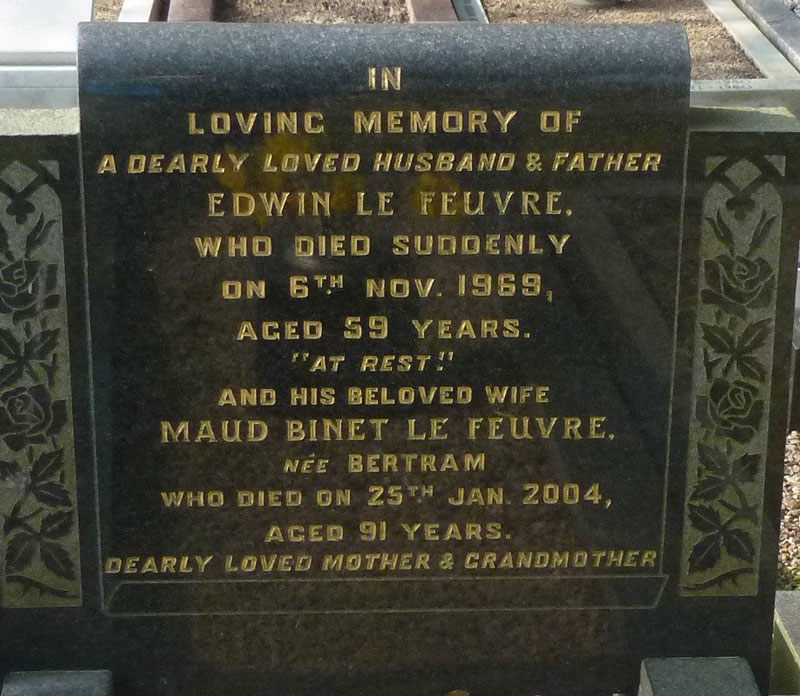 IN
LOVING MEMORY OF
A DEARLY LOVED HUSBAND & FATHER
EDWIN LE FEUVRE.
WHO DIED SUDDENLY
ON 6TH NOV. 1969,
AGED 59 YEARS.
"AT REST."
AND HIS BELOVED WIFE
MAUD BINET LE FEUVRE.
NÉE BERTRAM
WHO DIED ON 25TH JAN. 2004,
AGED 91 YEARS.
DEARLY LOVED MOTHER & GRANDMOTHER